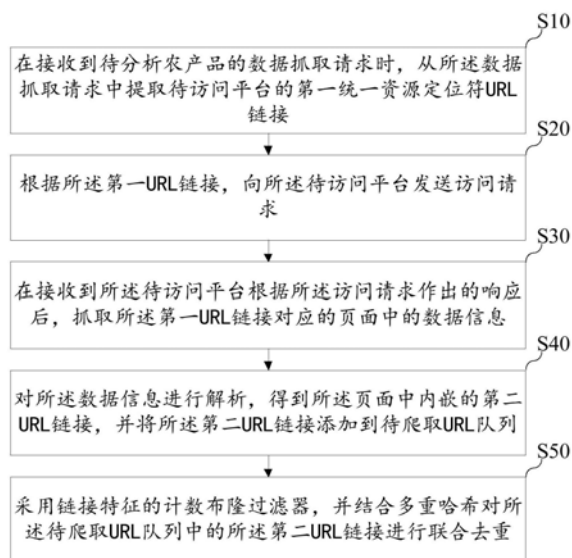 S10
在接收到待分析农产品的数据抓取请求时，从所述数据
抓取请求中提取待访问平台的第一统一资源定位符URL
链接
S20
根据所述第一URL链接，向所述待访问平台发送访问请
求
S30
在接收到所述待访问平台根据所述访问请求作出的响应
后，抓取所述第一URL链接对应的页面中的数据信息
S40
对所述数据信息进行解析，得到所述页面中内嵌的第二
URL链接，并将所述第二URL链接添加到待爬取URL队列
S50
采用链接特征的计数布隆过滤器，并结合多重哈希对所
述待爬取URL队列中的所述第二URL链接进行联合去重